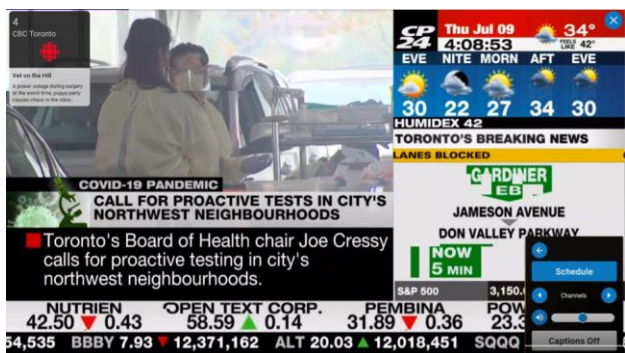 4
CBC Toronto
Vet on the Hill
A power outage during surgery
at the worst time, puppy party
causes chaos in the clinic.
CP
24
Thu Jul 09
4:08:53
34°
FEELS
LIKE 42°
EVE NITE MORN AFT EVE
30 22 27 34 30
HUMIDEX 42
TORONTO'S BREAKING NEWS
LANES BLOCKED
GARDINER
EB
JAMESON AVENUE
DON VALLEY PARKWAY
NOW
5 MIN
COVID-19 PANDEMIC
CALL FOR PROACTIVE TESTS IN CITY'S
NORTHWEST NEIGHBOURHOODS
Toronto's Board of Health chair Joe Cressy
calls for proactive testing in city's
northwest neighbourhoods.
Schedule
Channels
Captions Off
S&P 500 3,150.
NUTRIEN OPEN TEXT CORP. PEMBINA POW
42.50 ▼ 0.43 58.59 ▲ 0.14 31.89 ▼ 0.36 23.3
54,535 BBBY 7.93 ▼ 12,371,162 ALT 20.03 ▲ 12,018,451 SQQQ